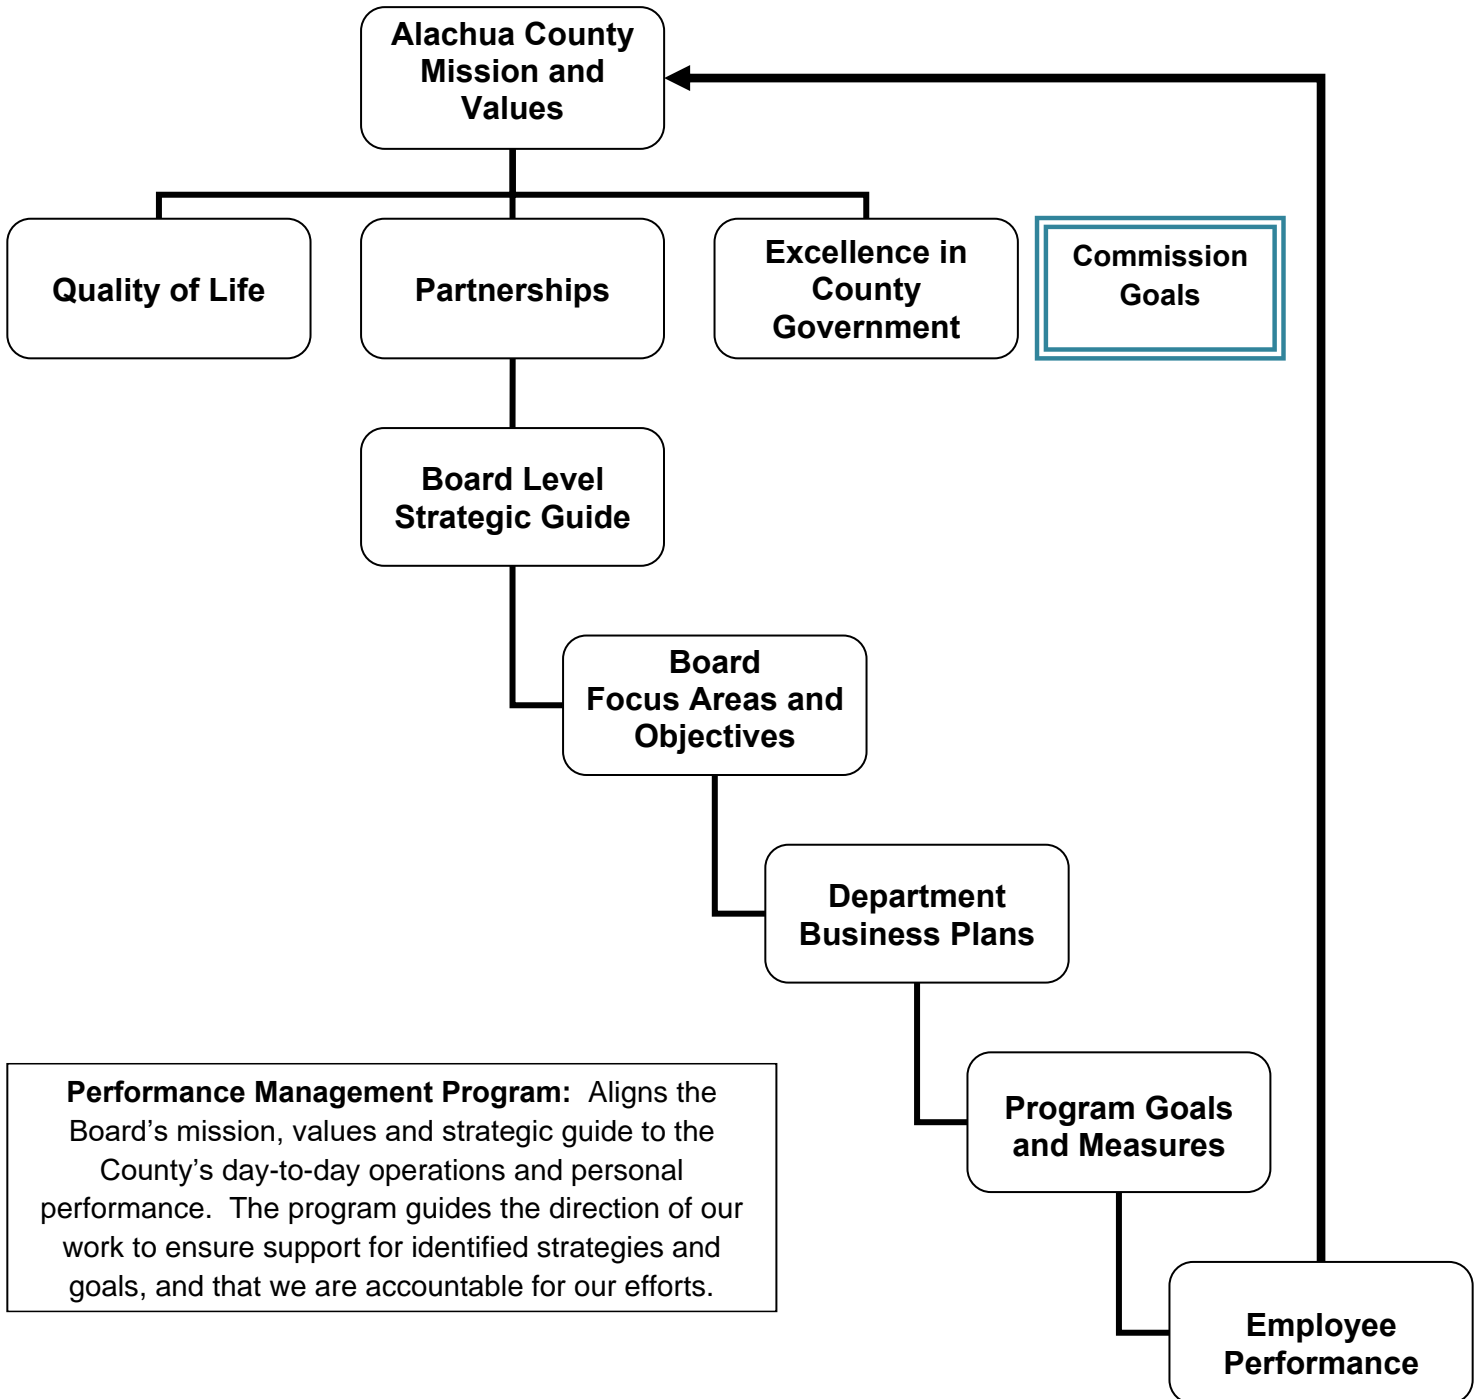 Alachua County
Mission and
Values
Quality of Life
Partnerships
Excellence in
County
Government
Commission
Goals
Board Level
Strategic Guide
Board
Focus Areas and
Objectives
Department
Business Plans
Program Goals
and Measures
Performance Management Program:  Aligns the
Board’s mission, values and strategic guide to the
County’s day-to-day operations and personal
performance.  The program guides the direction of our
work to ensure support for identified strategies and
goals, and that we are accountable for our efforts.
Employee
Performance